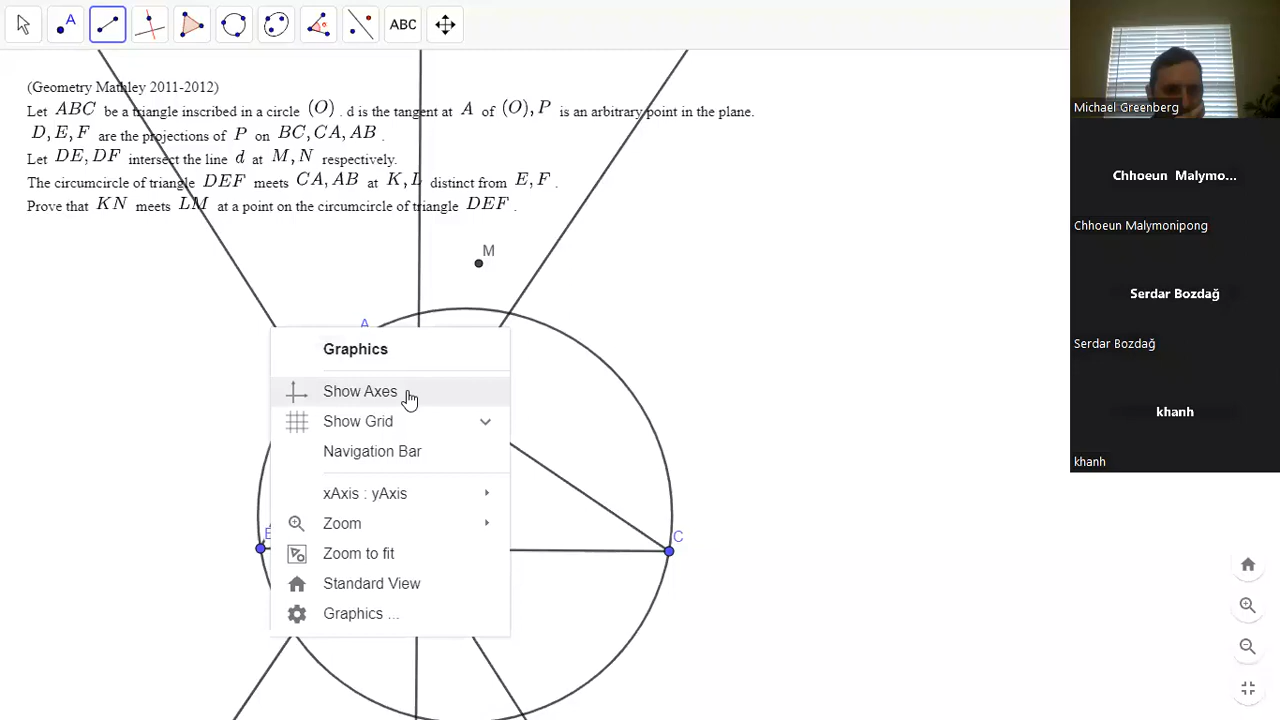 A
ABC
(Geometry Mathley 2011-2012)
Let ABC be a triangle inscribed in a circle (O) . d is the tangent at A of (O), P is an arbitrary point in the plane.
D, E, F are the projections of P on BC, CA, AB .
Let DE, DF intersect the line d at M, N respectively.
The circumcircle of triangle DEF meets CA, AB at K, L distinct from E, F .
Prove that KN meets LM at a point on the circumcircle of triangle DEF .
M
A
Graphics
Show Axes
Show Grid
Navigation Bar
xAxis : yAxis
Zoom
Zoom to fit
Standard View
Graphics ...
C
Michael Greenberg
Chhoeun Malymo...
Chhoeun Malymonipong
Serdar Bozdağ
Serdar Bozdağ
khanh
khanh